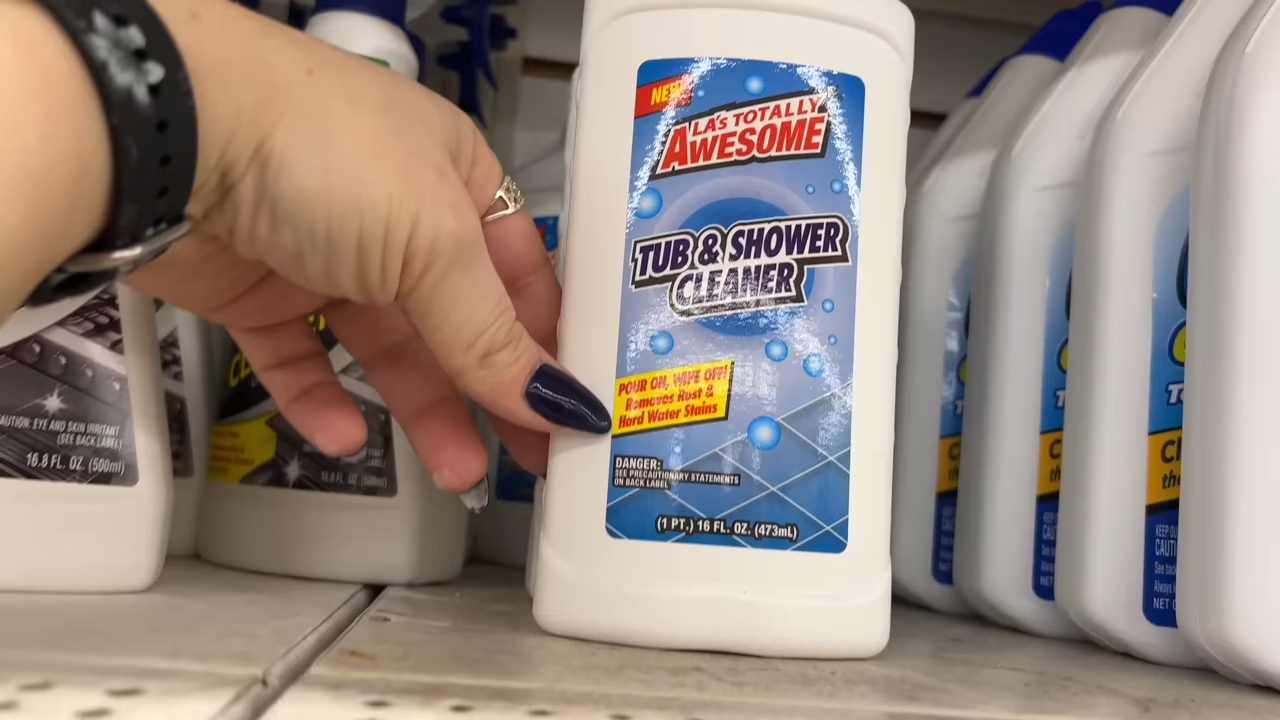 NEW!
LA's TOTALLY
AWESOME
TUB & SHOWER
CLEANER
POUR ON, WIPE OFF!
Removes Rust &
Hard Water Stains
DANGER:
SEE PRECAUTIONARY STATEMENTS
ON BACK LABEL
(1 PT.) 16 FL. OZ. (473mL)
CAUTION: EYE AND SKIN IRRITANT
(SEE BACK LABEL)
16.8 FL. OZ. (500ml)
16.8 FL. OZ. (500ml)